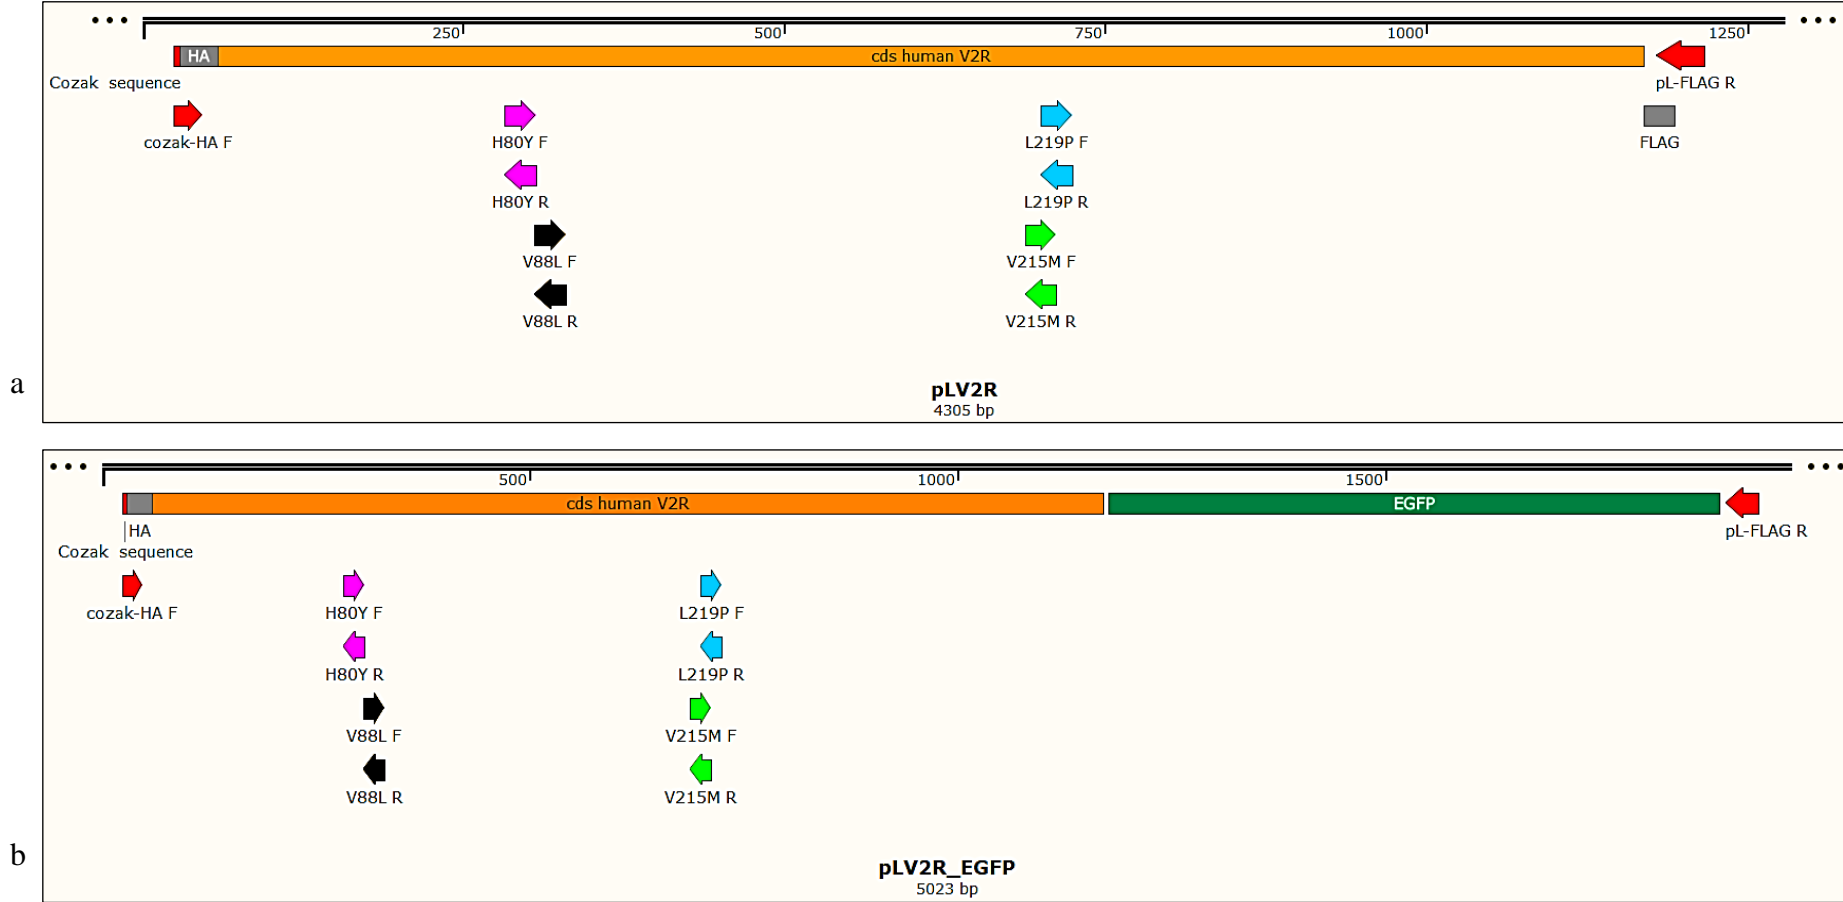 250 500 750 1000 1250
HA cds human V2R
Cozak sequence pL-FLAG R
cozak-HA F H80Y F L219P F FLAG
H80Y R L219P R
V88L F V215M F
V88L R V215M R
a
pLV2R
4305 bp
500 1000 1500
cds human V2R EGFP
HA pL-FLAG R
Cozak sequence
cozak-HA F H80Y F L219P F
H80Y R L219P R
V88L F V215M F
V88L R V215M R
b
pLV2R_EGFP
5023 bp